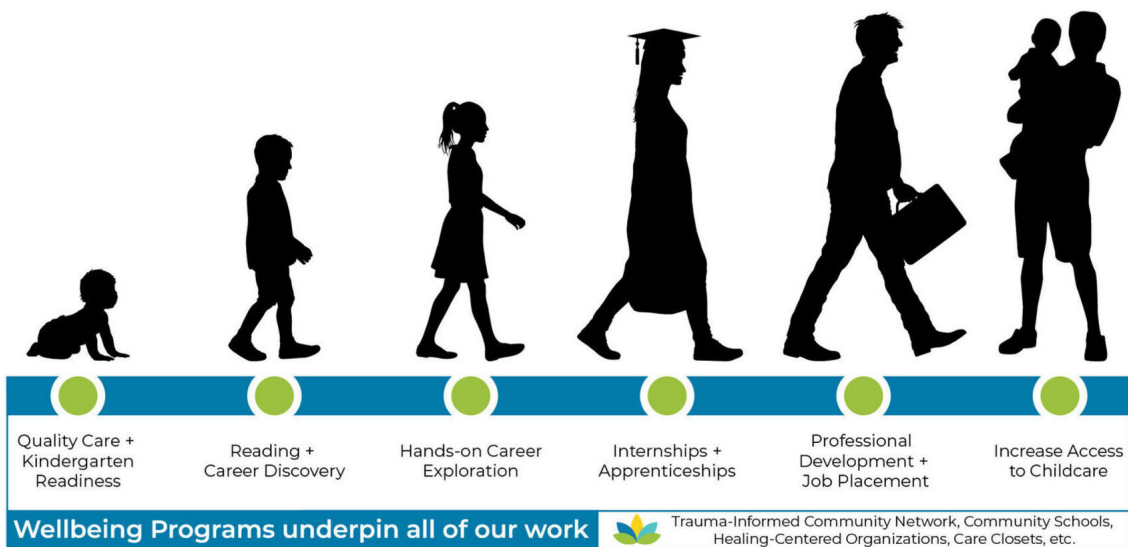 Quality Care +
Kindergarten
Readiness
Reading +
Career Discovery
Hands-on Career
Exploration
Internships +
Apprenticeships
Professional
Development +
Job Placement
Increase Access
to Childcare
Wellbeing Programs underpin all of our work
Trauma-Informed Community Network, Community Schools,
Healing-Centered Organizations, Care Closets, etc.